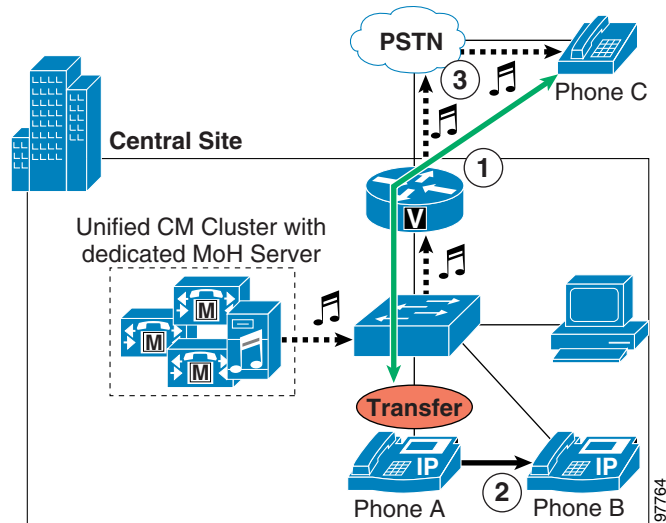 PSTN
3
Phone C
Central Site
1
V
Unified CM Cluster with
dedicated MoH Server
M
M
M
Transfer
IP
IP
2
Phone A
Phone B
97764